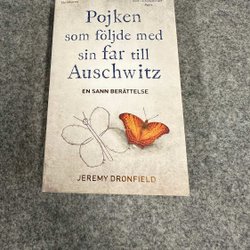 Pojken
som följde med
sin far till
Auschwitz
EN SANN BERÄTTELSE
JEREMY DRONFIELD